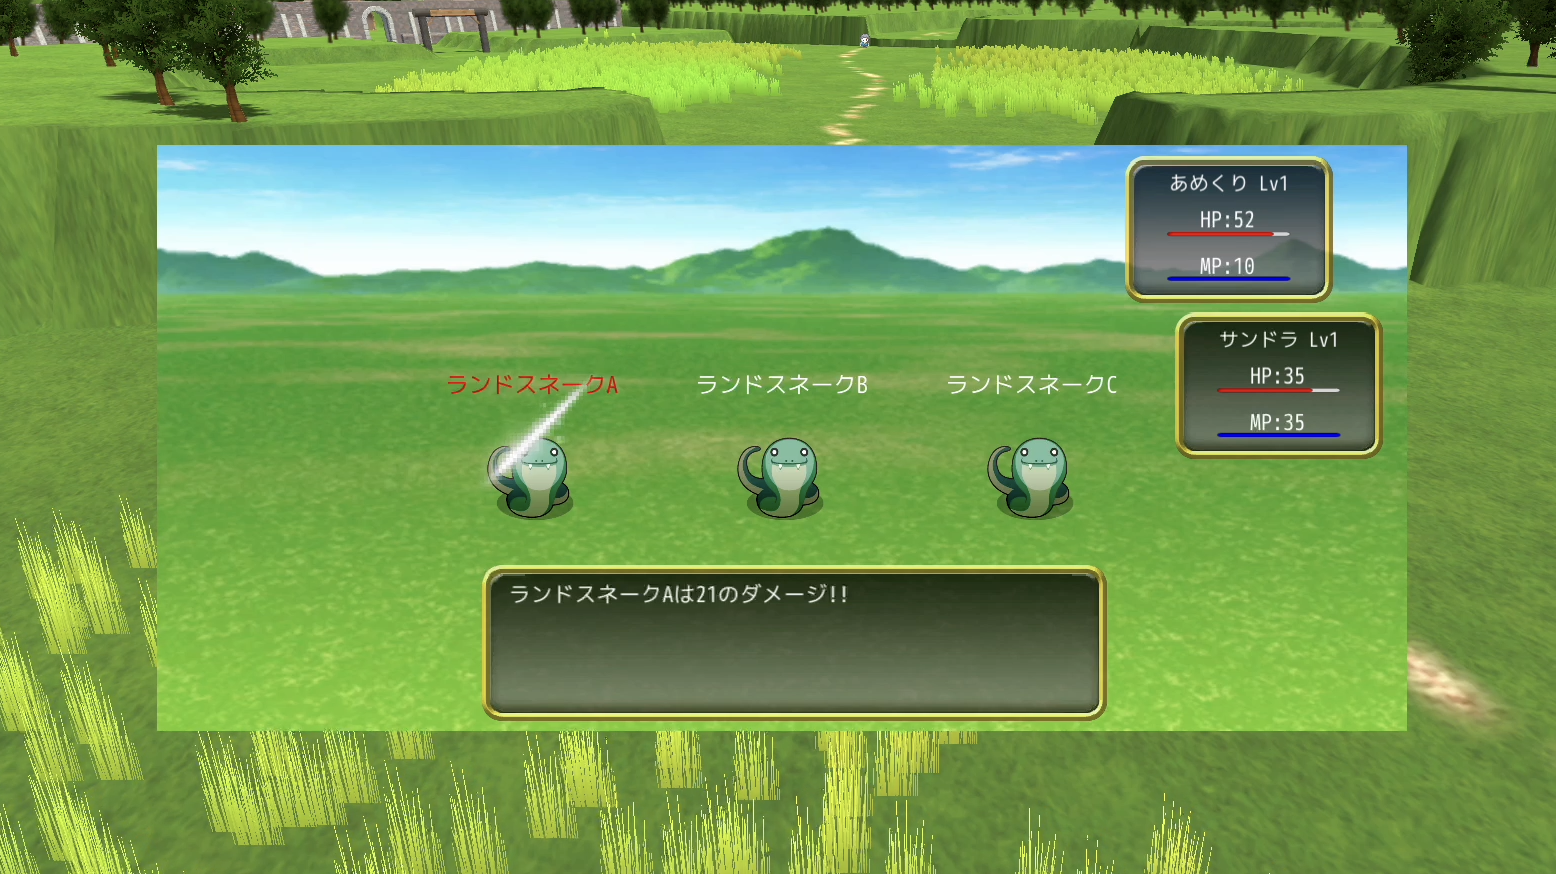 あめくり Lv1
HP:52
MP:10
サンドラ Lv1
HP:35
MP:35
ランドスネークA
ランドスネークB
ランドスネークC
ランドスネークAは21のダメージ!!